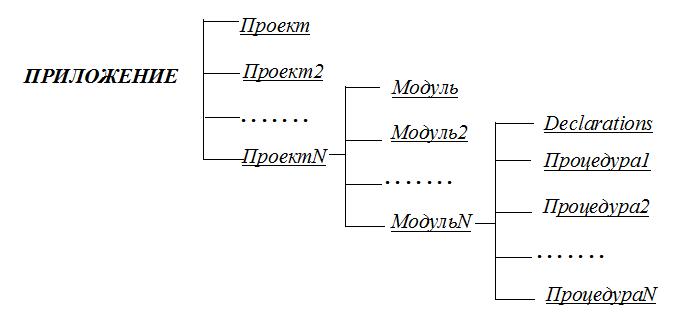 Проект
ПРИЛОЖЕНИЕ
Проект2
.......
ПроектN
Модуль
Модуль2
.......
МодульN
Declarations
Процедура1
Процедура2
.......
ПроцедураN